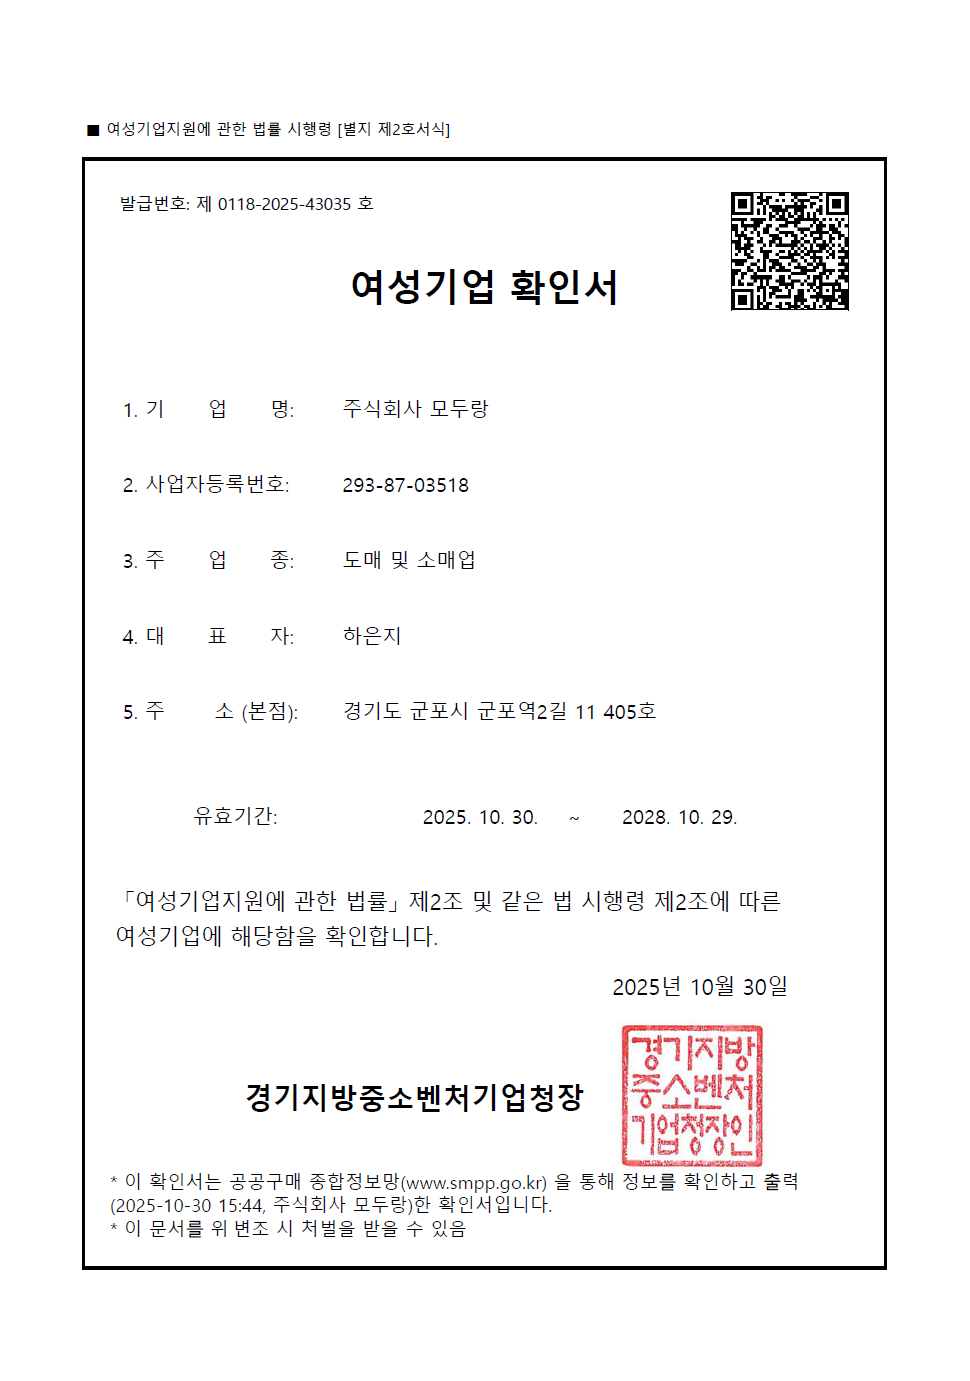 ■ 여성기업지원에 관한 법률 시행령 [별지 제2호서식]
발급번호: 제 0118-2025-43035 호
여성기업 확인서
1. 기 업 명: 주식회사 모두랑
2. 사업자등록번호: 293-87-03518
3. 주 업 종: 도매 및 소매업
4. 대 표 자: 하은지
5. 주 소 (본점): 경기도 군포시 군포역2길 11 405호
유효기간: 2025. 10. 30. ~ 2028. 10. 29.
「여성기업지원에 관한 법률」 제2조 및 같은 법 시행령 제2조에 따른
여성기업에 해당함을 확인합니다.
2025년 10월 30일
경기지방중소벤처기업청장
경기지방
중소벤처
기업청장인
* 이 확인서는 공공구매 종합정보망(www.smpp.go.kr) 을 통해 정보를 확인하고 출력
(2025-10-30 15:44, 주식회사 모두랑)한 확인서입니다.
* 이 문서를 위 변조 시 처벌을 받을 수 있음